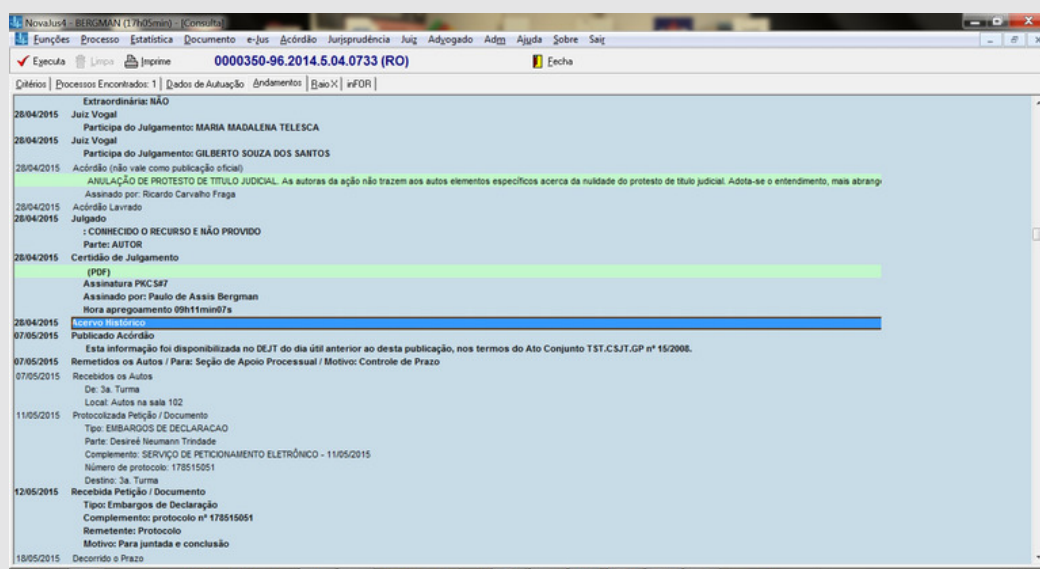 NovaJus4 - BERGMAN (17h05min) - [Consulta]
Funções Processo Estatística Documento e-Jus Acórdão Jurisprudência Juiz Advogado Adm Ajuda Sobre Sair
Executa Limpa Imprime 0000350-96.2014.5.04.0733 (RO) Fecha
Critérios Processos Encontrados: 1 Dados de Autuação Andamentos Raio X inFOR
Extraordinária: NÃO
28/04/2015 Juiz Vogal
Participa do Julgamento: MARIA MADALENA TELESCA
28/04/2015 Juiz Vogal
Participa do Julgamento: GILBERTO SOUZA DOS SANTOS
28/04/2015 Acórdão (não vale como publicação oficial)
ANULAÇÃO DE PROTESTO DE TITULO JUDICIAL. As autoras da ação não trazem aos autos elementos específicos acerca da nulidade do protesto de titulo judicial. Adota-se o entendimento, mais abrang
Assinado por: Ricardo Carvalho Fraga
28/04/2015 Acórdão Lavrado
28/04/2015 Julgado
: CONHECIDO O RECURSO E NÃO PROVIDO
Parte: AUTOR
28/04/2015 Certidão de Julgamento
(PDF)
Assinatura PKCS#7
Assinado por: Paulo de Assis Bergman
Hora apregoamento 09h11min07s
28/04/2015 Acervo Histórico
07/05/2015 Publicado Acórdão
Esta informação foi disponibilizada no DEJT do dia útil anterior ao desta publicação, nos termos do Ato Conjunto TST.CSJT.GP nº 15/2008.
07/05/2015 Remetidos os Autos / Para: Seção de Apoio Processual / Motivo: Controle de Prazo
07/05/2015 Recebidos os Autos
De: 3a. Turma
Local: Autos na sala 102
11/05/2015 Protocolizada Petição / Documento
Tipo: EMBARGOS DE DECLARACAO
Parte: Desireé Neumann Trindade
Complemento: SERVIÇO DE PETICIONAMENTO ELETRÔNICO - 11/05/2015
Número de protocolo: 178515051
Destino: 3a. Turma
12/05/2015 Recebida Petição / Documento
Tipo: Embargos de Declaração
Complemento: protocolo nº 178515051
Remetente: Protocolo
Motivo: Para juntada e conclusão
18/05/2015 Decorrido o Prazo